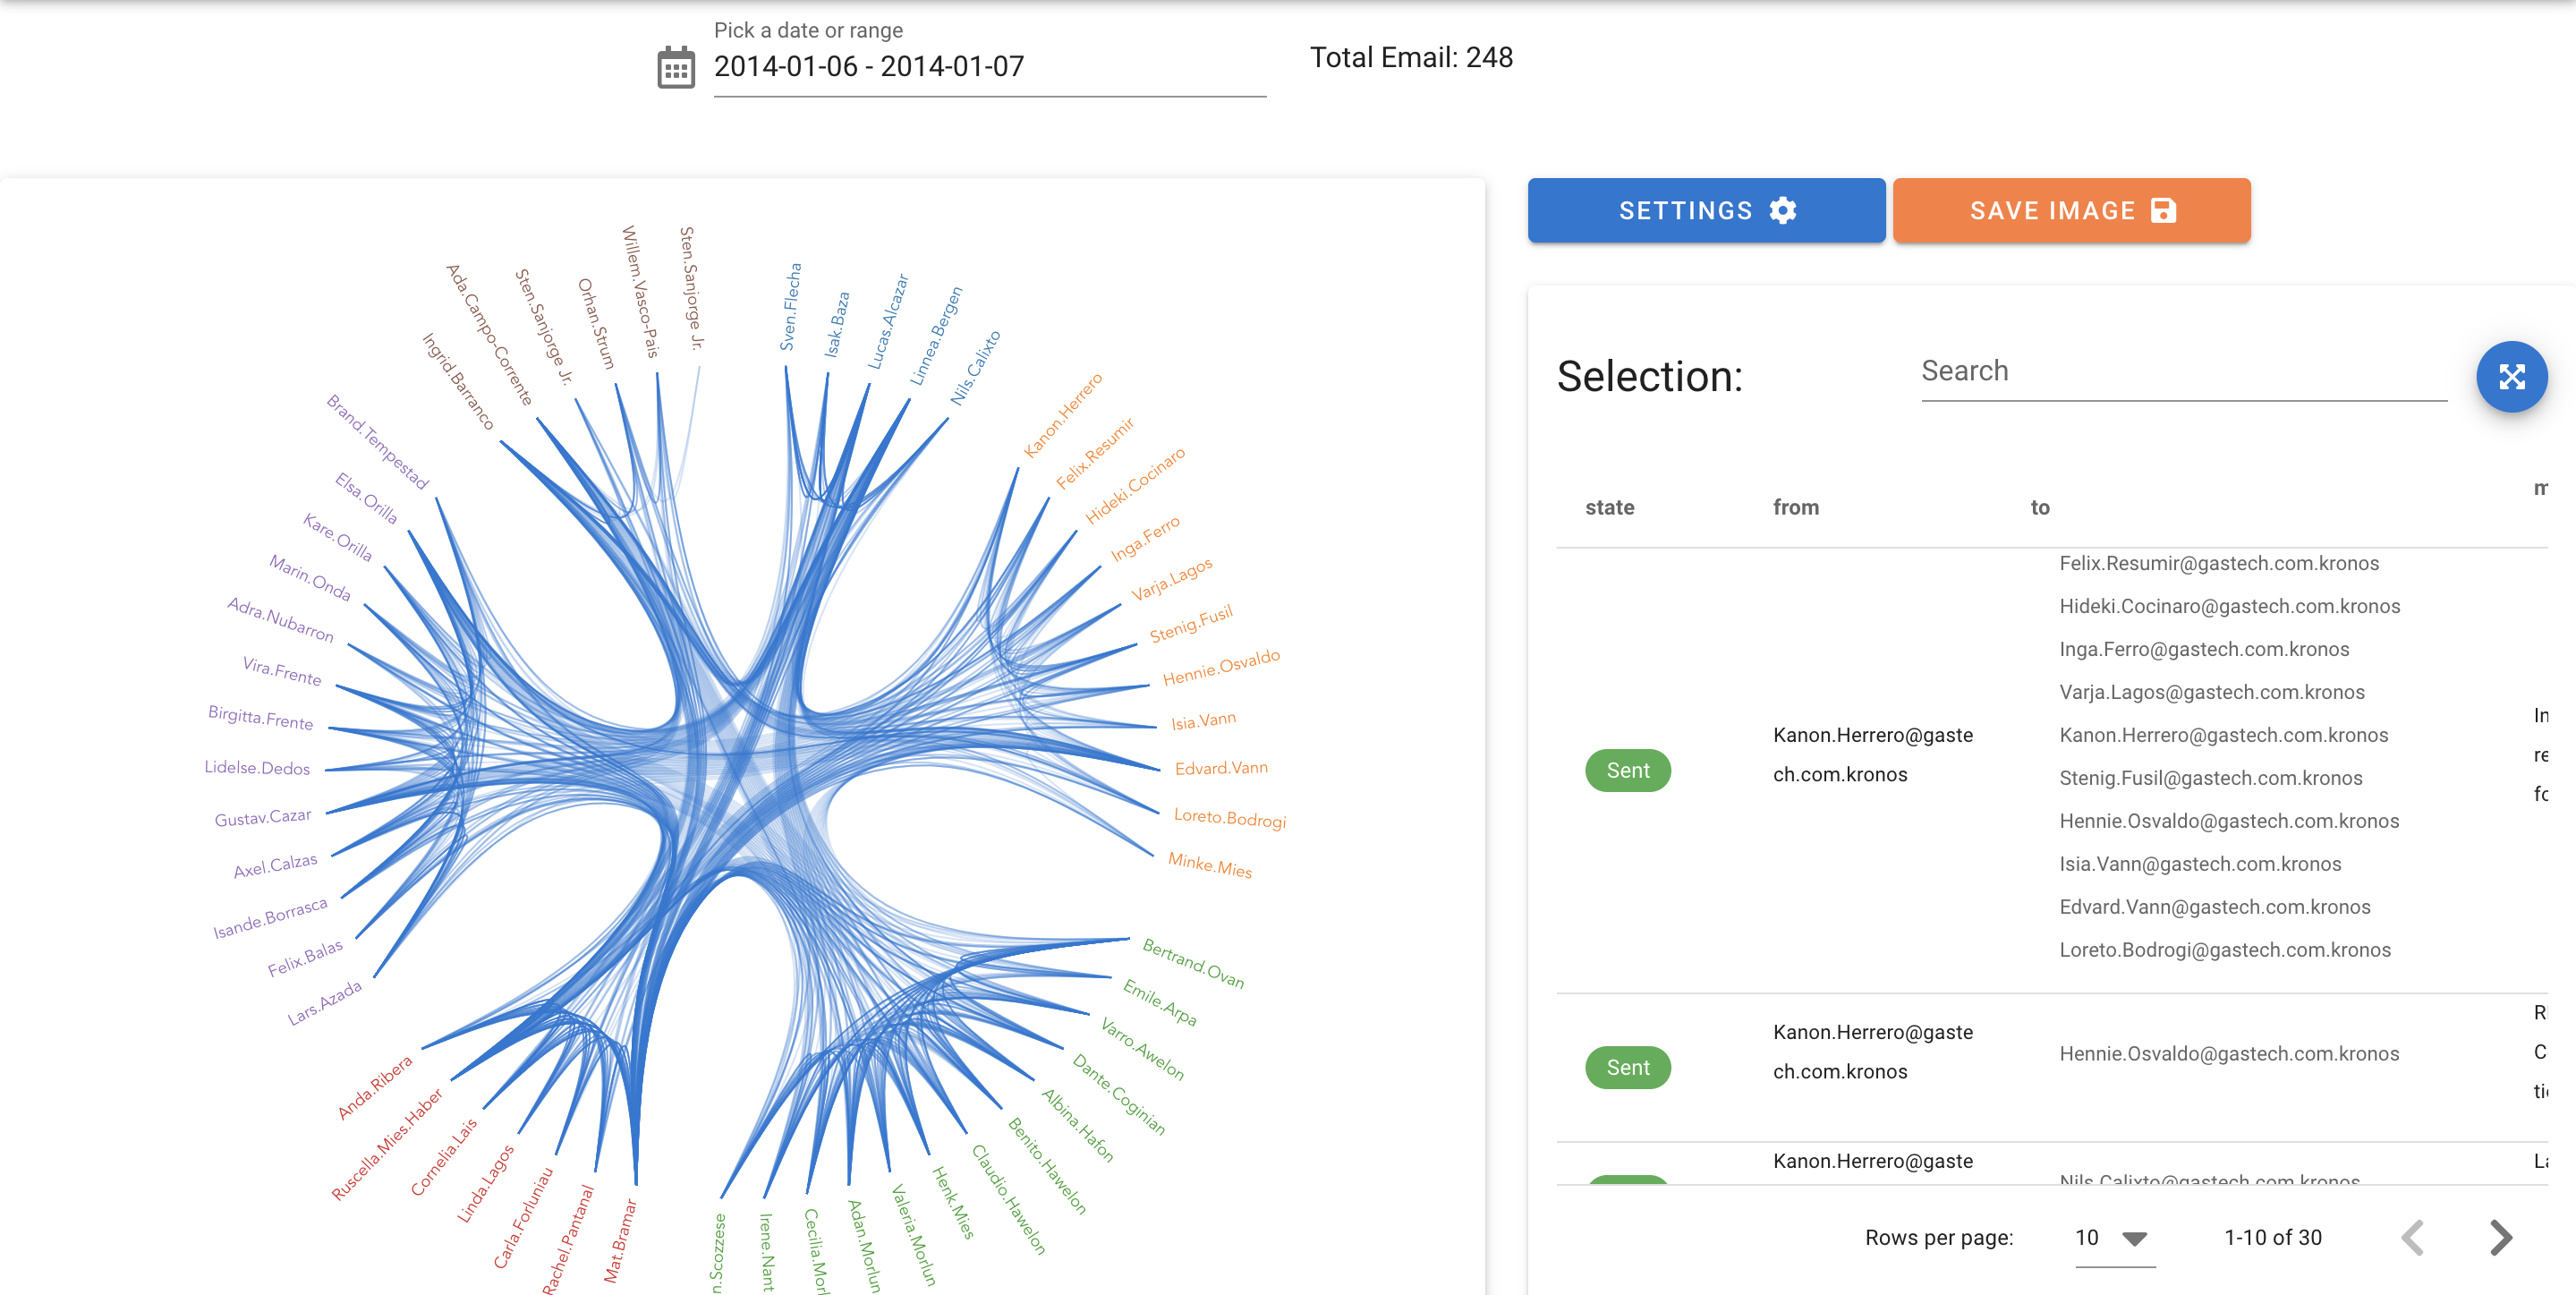 Pick a date or range
2014-01-06 - 2014-01-07
Total Email: 248
SETTINGS
SAVE IMAGE
Sten.Sanjorge Jr.
Willem.Vasco-Pais
Orhan.Strum
Sten.Sanjorge Jr.
Ada.Campo-Corrente
Ingrid.Barranco
Sven.Flecha
Isak.Baza
Lucas.Alcazar
Linnea.Bergen
Nils.Calixto
Kanon.Herrero
Felix.Resumir
Hideki.Cocinaro
Inga.Ferro
Varja.Lagos
Stenig.Fusil
Hennie.Osvaldo
Isia.Vann
Edvard.Vann
Loreto.Bodrogi
Minke.Mies
Bertrand.Ovan
Emile.Arpa
Varro.Awelon
Dante.Coginian
Albina.Hafon
Benito.Hawelon
Claudio.Hawelon
Henk.Mies
Valeria.Morlun
Adan.Morlun
Cecilia.Morl
Irene.Nant
n.Scozzese
Mat.Bramar
Rachel.Pantanal
Carla.Forluniau
Linda.Lagos
Cornelia.Lais
Ruscella.Mies.Haber
Anda.Ribera
Lars.Azada
Felix.Balas
Isande.Borrasca
Axel.Calzas
Gustav.Cazar
Lidelse.Dedos
Birgitta.Frente
Vira.Frente
Adra.Nubarron
Marin.Onda
Kare.Orilla
Elsa.Orilla
Brand.Tempestad
Selection:
Search
state
from
to
m
Felix.Resumir@gastech.com.kronos
Hideki.Cocinaro@gastech.com.kronos
Inga.Ferro@gastech.com.kronos
Varja.Lagos@gastech.com.kronos
Kanon.Herrero@gastech.com.kronos
Stenig.Fusil@gastech.com.kronos
Hennie.Osvaldo@gastech.com.kronos
Isia.Vann@gastech.com.kronos
Edvard.Vann@gastech.com.kronos
Loreto.Bodrogi@gastech.com.kronos
Sent
Kanon.Herrero@gaste
ch.com.kronos
In
re
fo
Sent
Kanon.Herrero@gaste
ch.com.kronos
Hennie.Osvaldo@gastech.com.kronos
C
ti
Kanon.Herrero@gaste
Nils.Calixto@gastech.com.kronos
La
Rows per page:
10
1-10 of 30